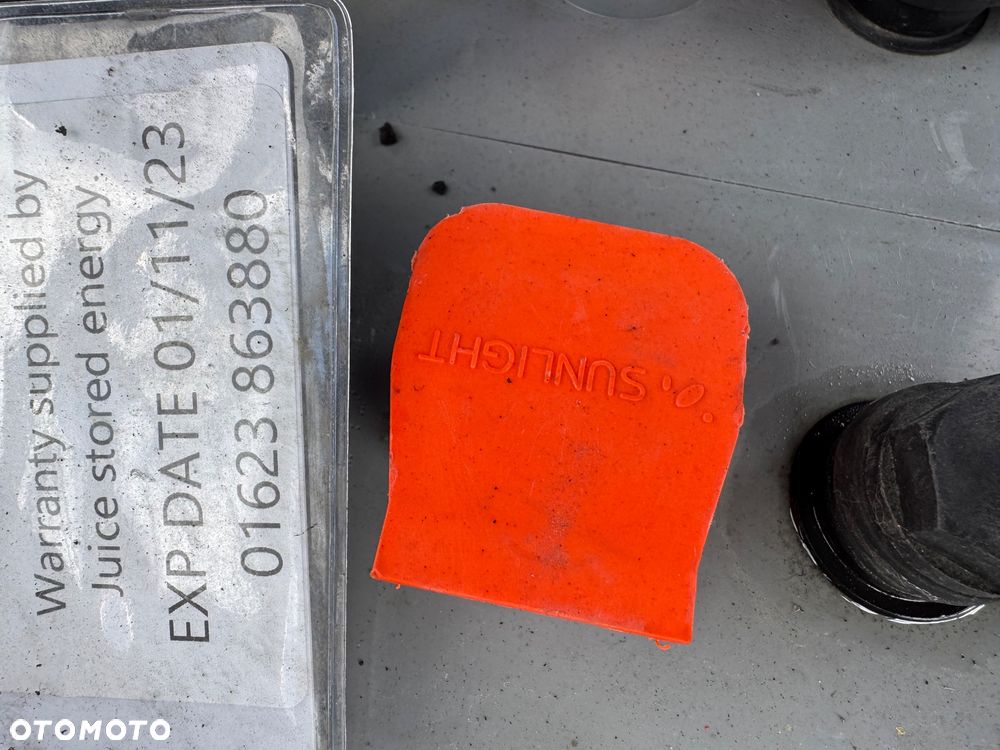 Warranty supplied by
Juice stored energy.
EXP DATE 01/11/23
01623 863880
SUNLIGHT
OTOMOTO